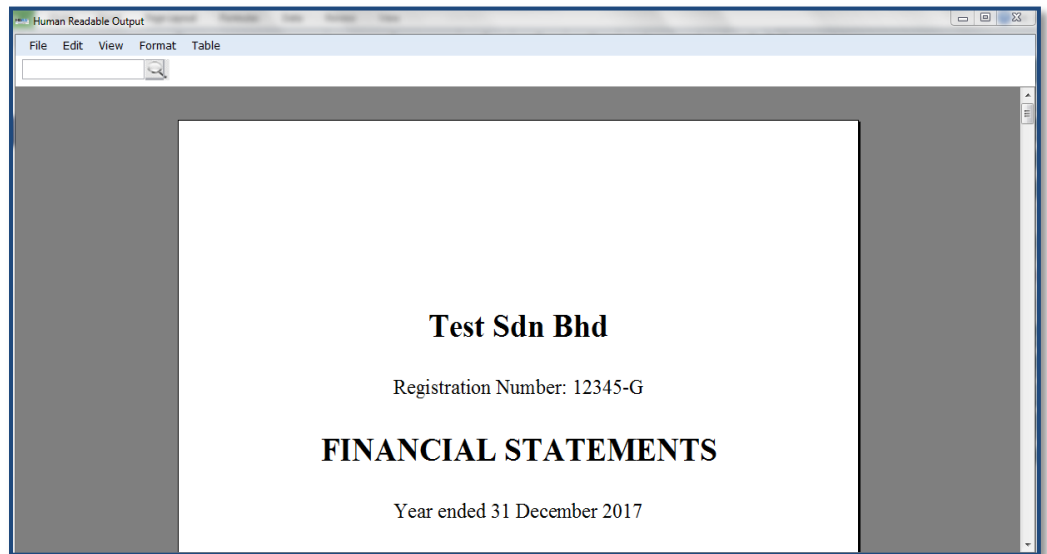 Human Readable Output
File Edit View Format Table
Test Sdn Bhd
Registration Number: 12345-G
FINANCIAL STATEMENTS
Year ended 31 December 2017